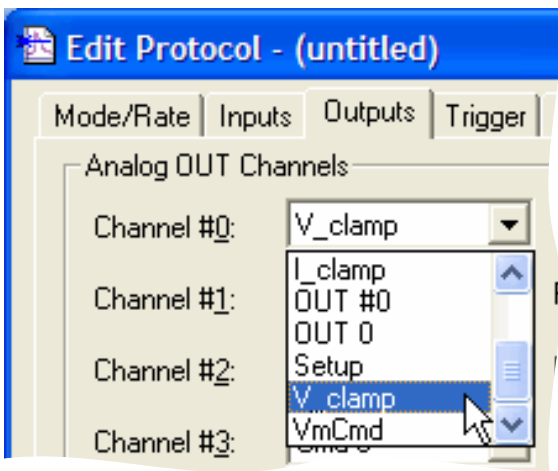 Edit Protocol - (untitled)
Mode/Rate Inputs Outputs Trigger
Analog OUT Channels
Channel #0: V_clamp
I_clamp
Channel #1: OUT #0
OUT 0
Channel #2: Setup
V_clamp
Channel #3: VmCmd